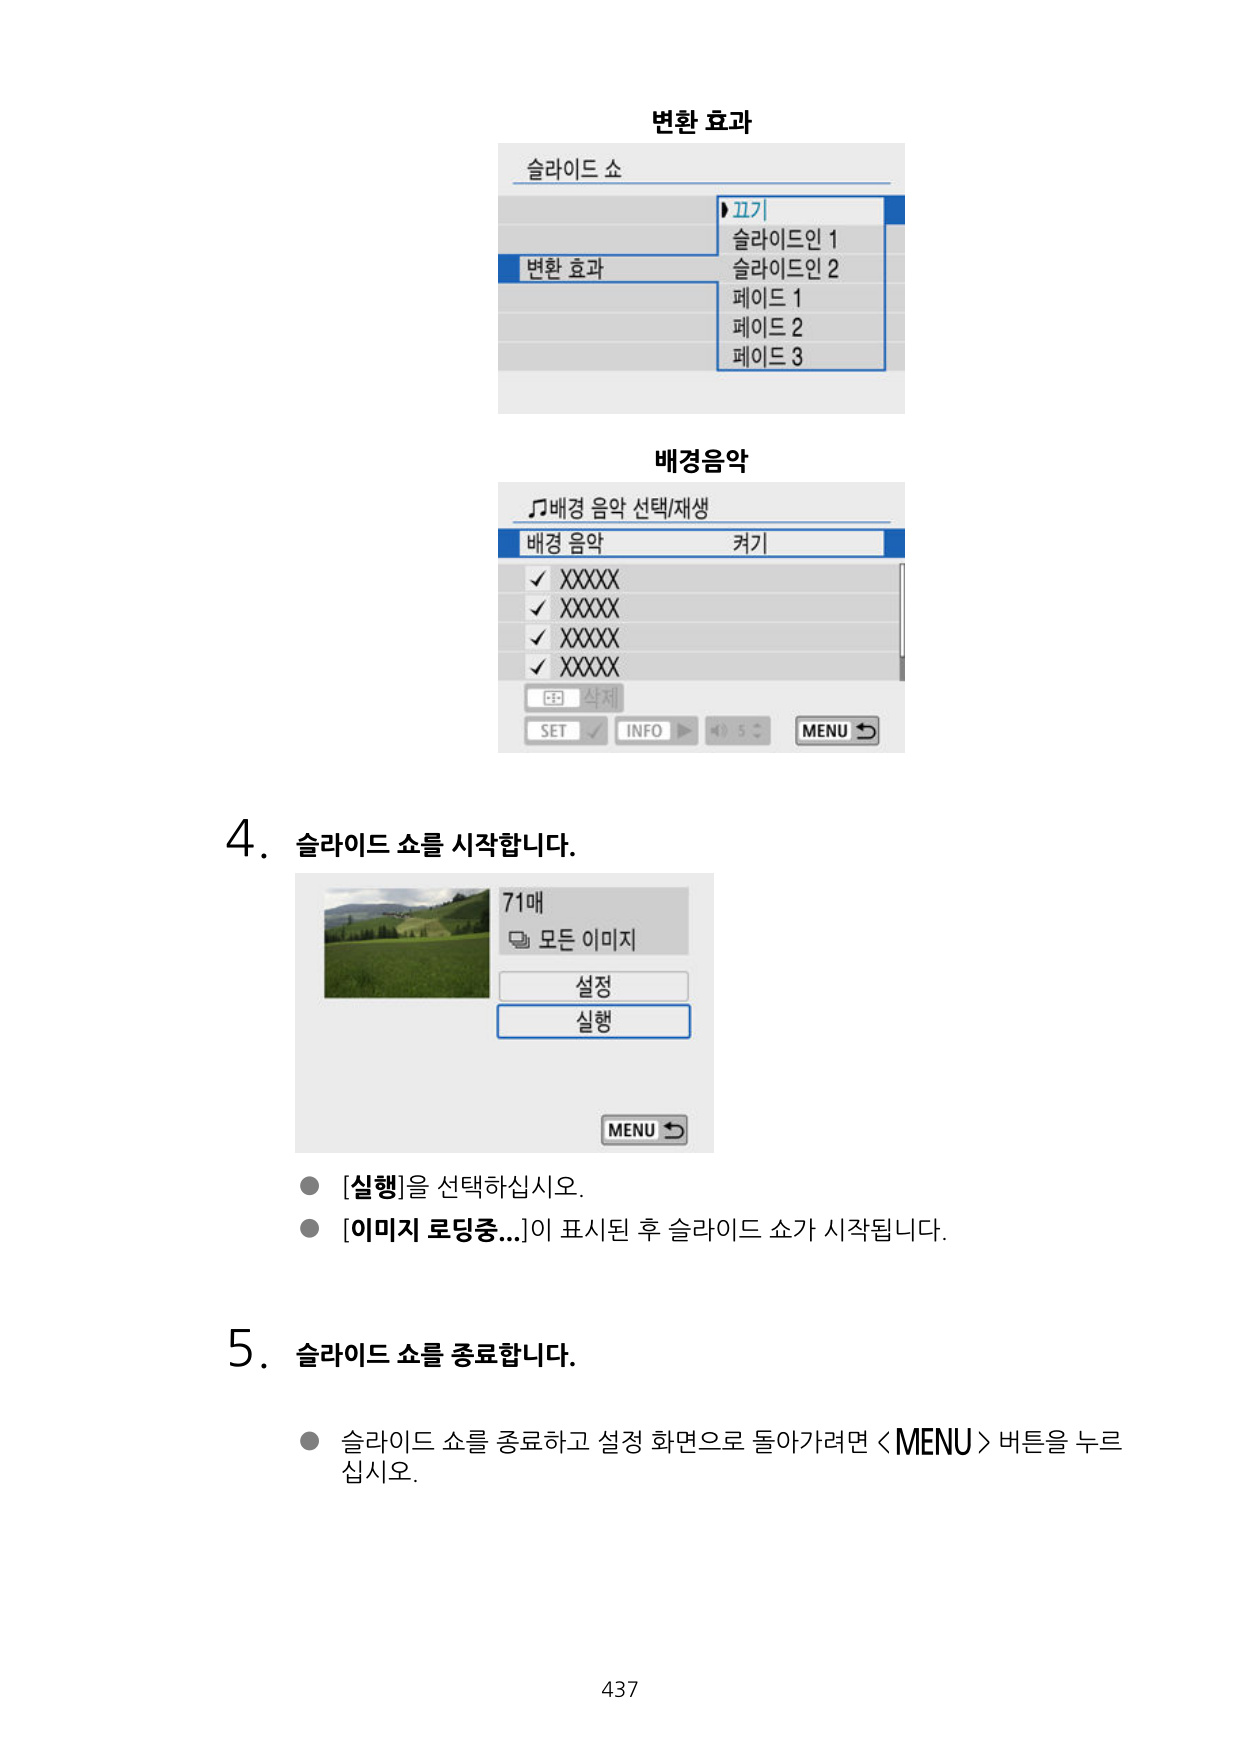 변환 효과
슬라이드 쇼
끄기
슬라이드인 1
변환 효과
슬라이드인 2
페이드 1
페이드 2
페이드 3
배경음악
배경 음악 선택/재생
배경 음악 켜기
XXXXX
XXXXX
XXXXX
XXXXX
삭제
SET INFO 5 MENU
4. 슬라이드 쇼를 시작합니다.
71매
모든 이미지
설정
실행
MENU
● [실행]을 선택하십시오.
● [이미지 로딩중...]이 표시된 후 슬라이드 쇼가 시작됩니다.
5. 슬라이드 쇼를 종료합니다.
● 슬라이드 쇼를 종료하고 설정 화면으로 돌아가려면 <MENU> 버튼을 누르
십시오.
437